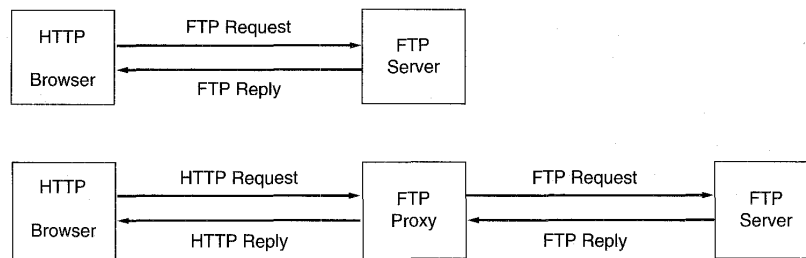 HTTP
Browser
FTP Request
FTP Reply
FTP
Server
HTTP
Browser
HTTP Request
HTTP Reply
FTP
Proxy
FTP Request
FTP Reply
FTP
Server